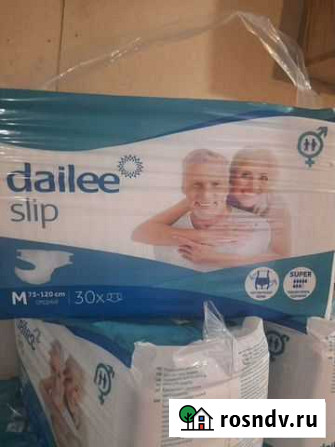 dailee
slip
SUPER
M 75-120 cm
средний
30x
rosndv.ru